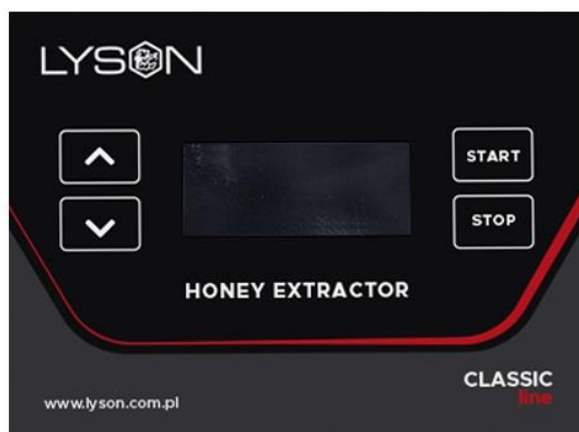 LYSON
START
STOP
HONEY EXTRACTOR
CLASSIC
line
www.lyson.com.pl